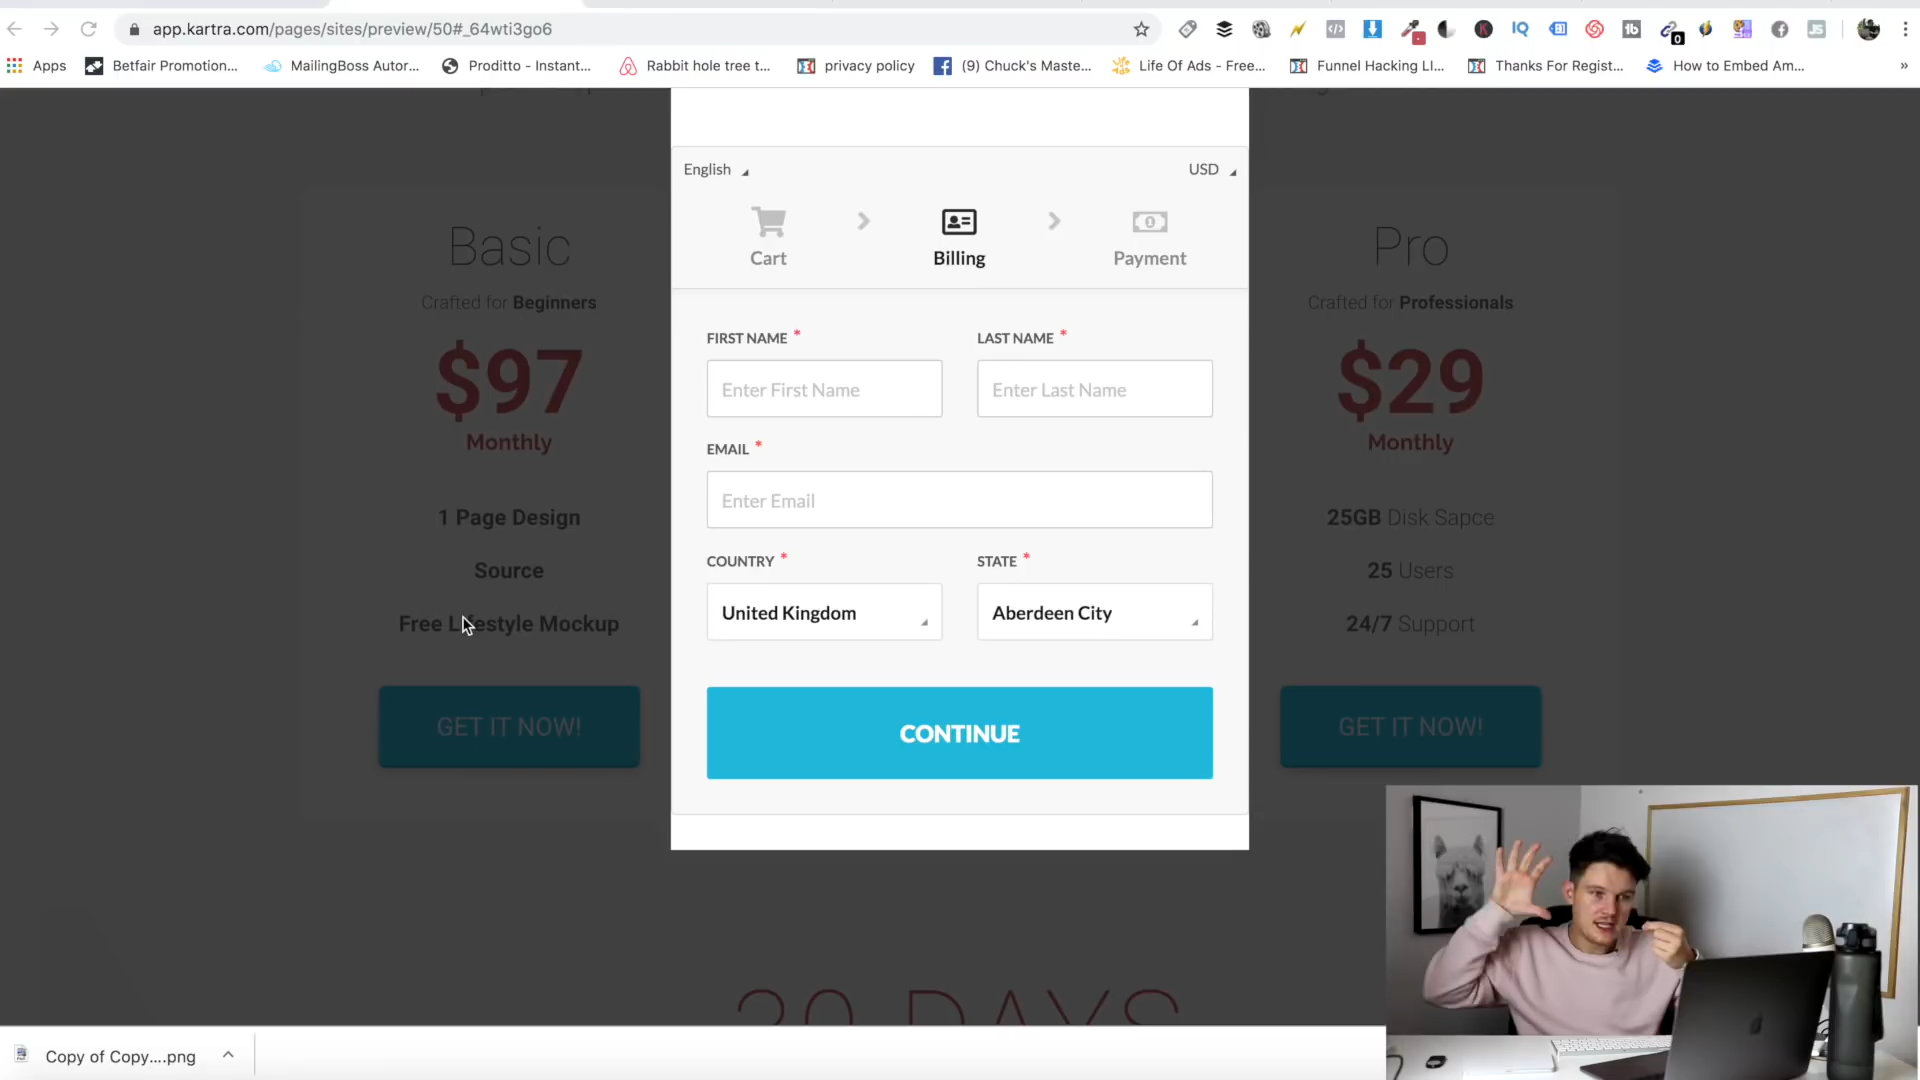 app.kartra.com/pages/sites/preview/50#_64wti3go6
Apps
Betfair Promotion...
MailingBoss Autor...
Proditto - Instant...
Rabbit hole tree t...
privacy policy
(9) Chuck's Maste...
Life Of Ads - Free...
Funnel Hacking LI...
Thanks For Regist...
How to Embed Am...
»
English
USD
Cart
Billing
Payment
FIRST NAME *
LAST NAME *
Enter First Name
Enter Last Name
EMAIL *
Enter Email
COUNTRY *
STATE *
United Kingdom
Aberdeen City
CONTINUE
Basic
Crafted for Beginners
$97
Monthly
1 Page Design
Source
Free Lifestyle Mockup
GET IT NOW!
Pro
Crafted for Professionals
$29
Monthly
25GB Disk Sapce
25 Users
24/7 Support
GET IT NOW!
DAYS
Copy of Copy....png